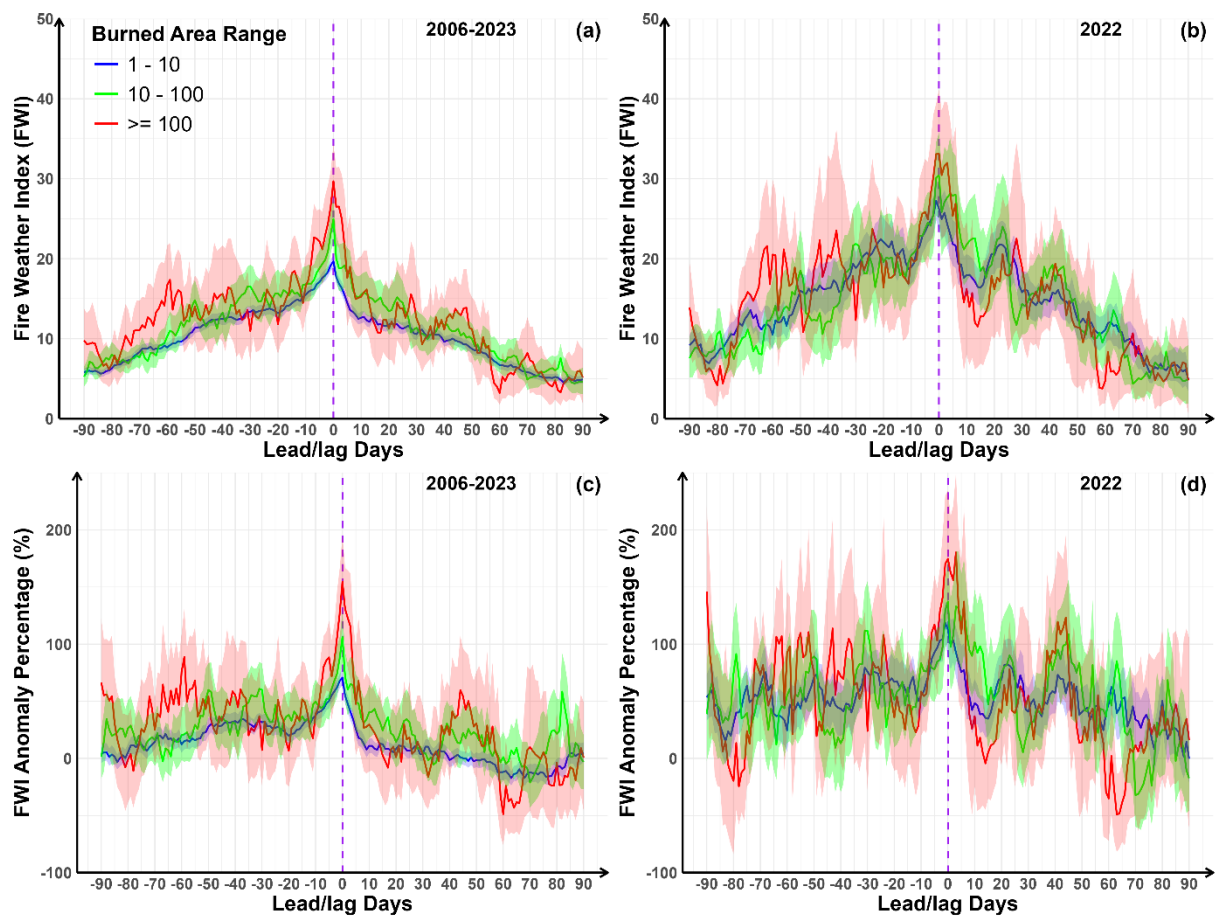 2006-2023 (a)
Burned Area Range
1 - 10
10 - 100
>= 100
Fire Weather Index (FWI)
50
40
30
20
10
0
-90 -80 -70 -60 -50 -40 -30 -20 -10 0 10 20 30 40 50 60 70 80 90
Lead/lag Days
2022 (b)
Fire Weather Index (FWI)
50
40
30
20
10
0
-90 -80 -70 -60 -50 -40 -30 -20 -10 0 10 20 30 40 50 60 70 80 90
Lead/lag Days
2006-2023 (c)
FWI Anomaly Percentage (%)
200
100
0
-100
-90 -80 -70 -60 -50 -40 -30 -20 -10 0 10 20 30 40 50 60 70 80 90
Lead/lag Days
2022 (d)
FWI Anomaly Percentage (%)
200
100
0
-100
-90 -80 -70 -60 -50 -40 -30 -20 -10 0 10 20 30 40 50 60 70 80 90
Lead/lag Days